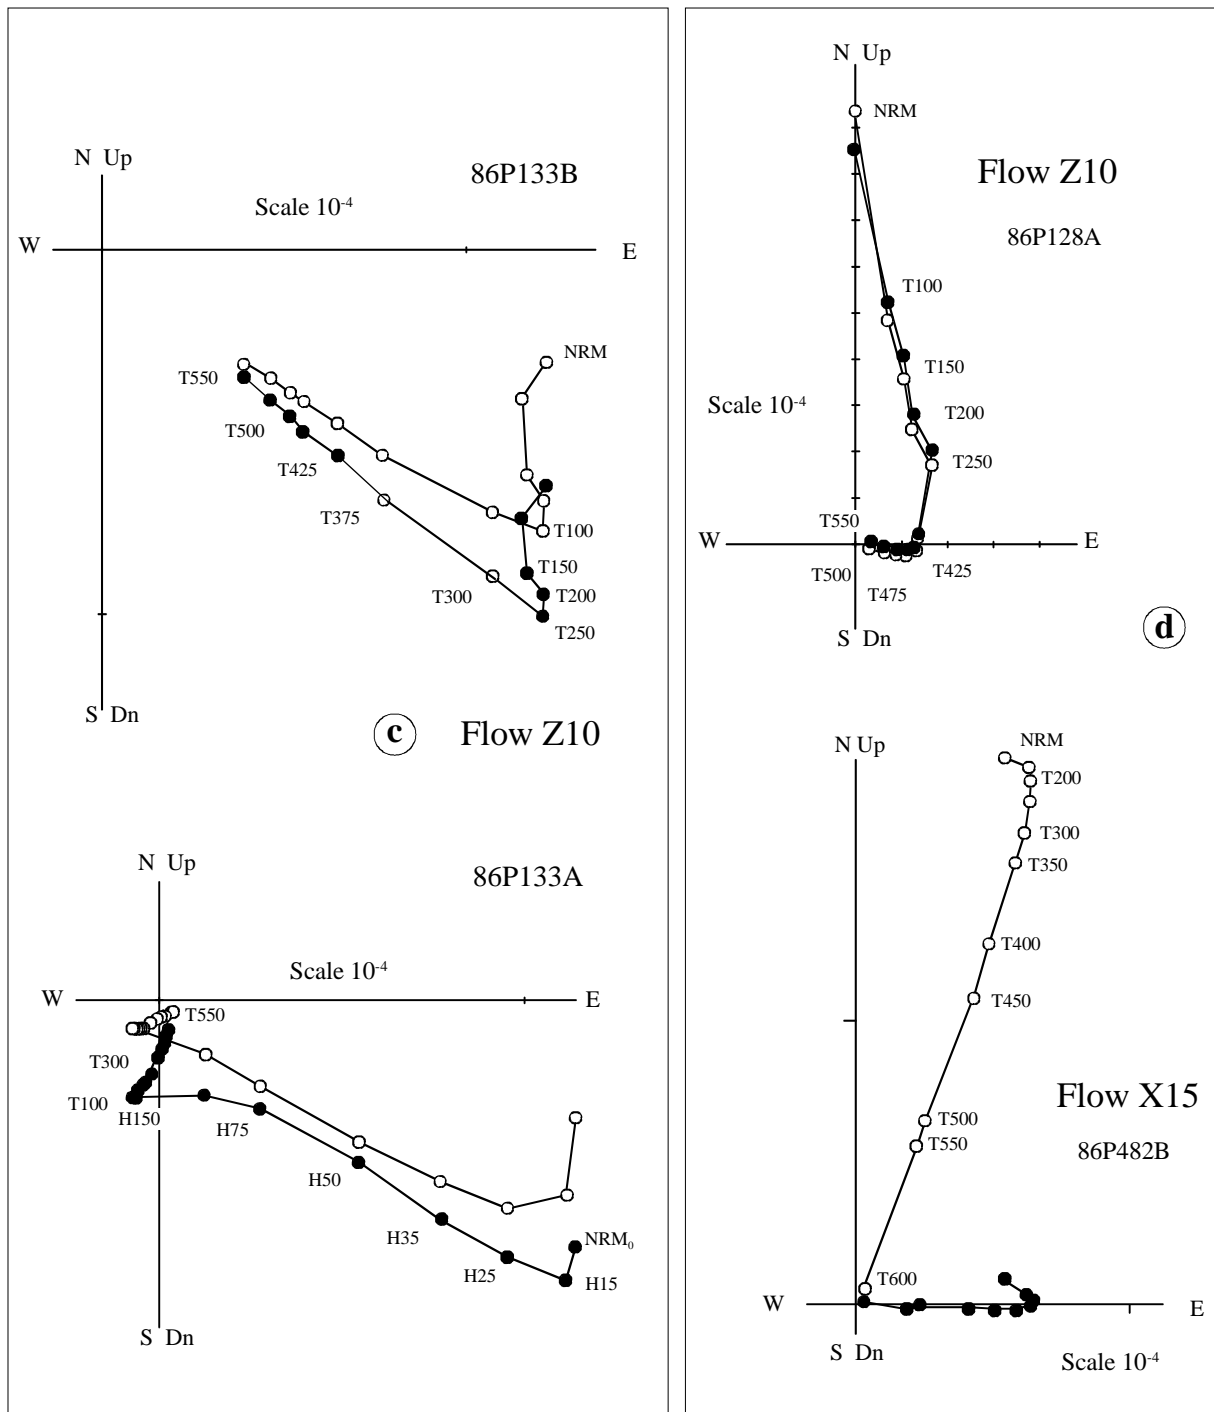 N Up
86P133B
Scale 10-4
W
E
NRM
T550
T500
T425
T375
T100
T150
T300
T200
T250
S Dn
c Flow Z10
N Up
86P133A
Scale 10-4
W
E
T550
T300
T100
H150
H75
H50
H35
NRM0
H25
H15
S Dn
N Up
NRM
Flow Z10
86P128A
T100
T150
Scale 10-4
T200
T250
T550
W
E
T500
T425
T475
S Dn
d
N Up
NRM
T200
T300
T350
T400
T450
Flow X15
T500
T550
86P482B
T600
W
E
S Dn
Scale 10-4